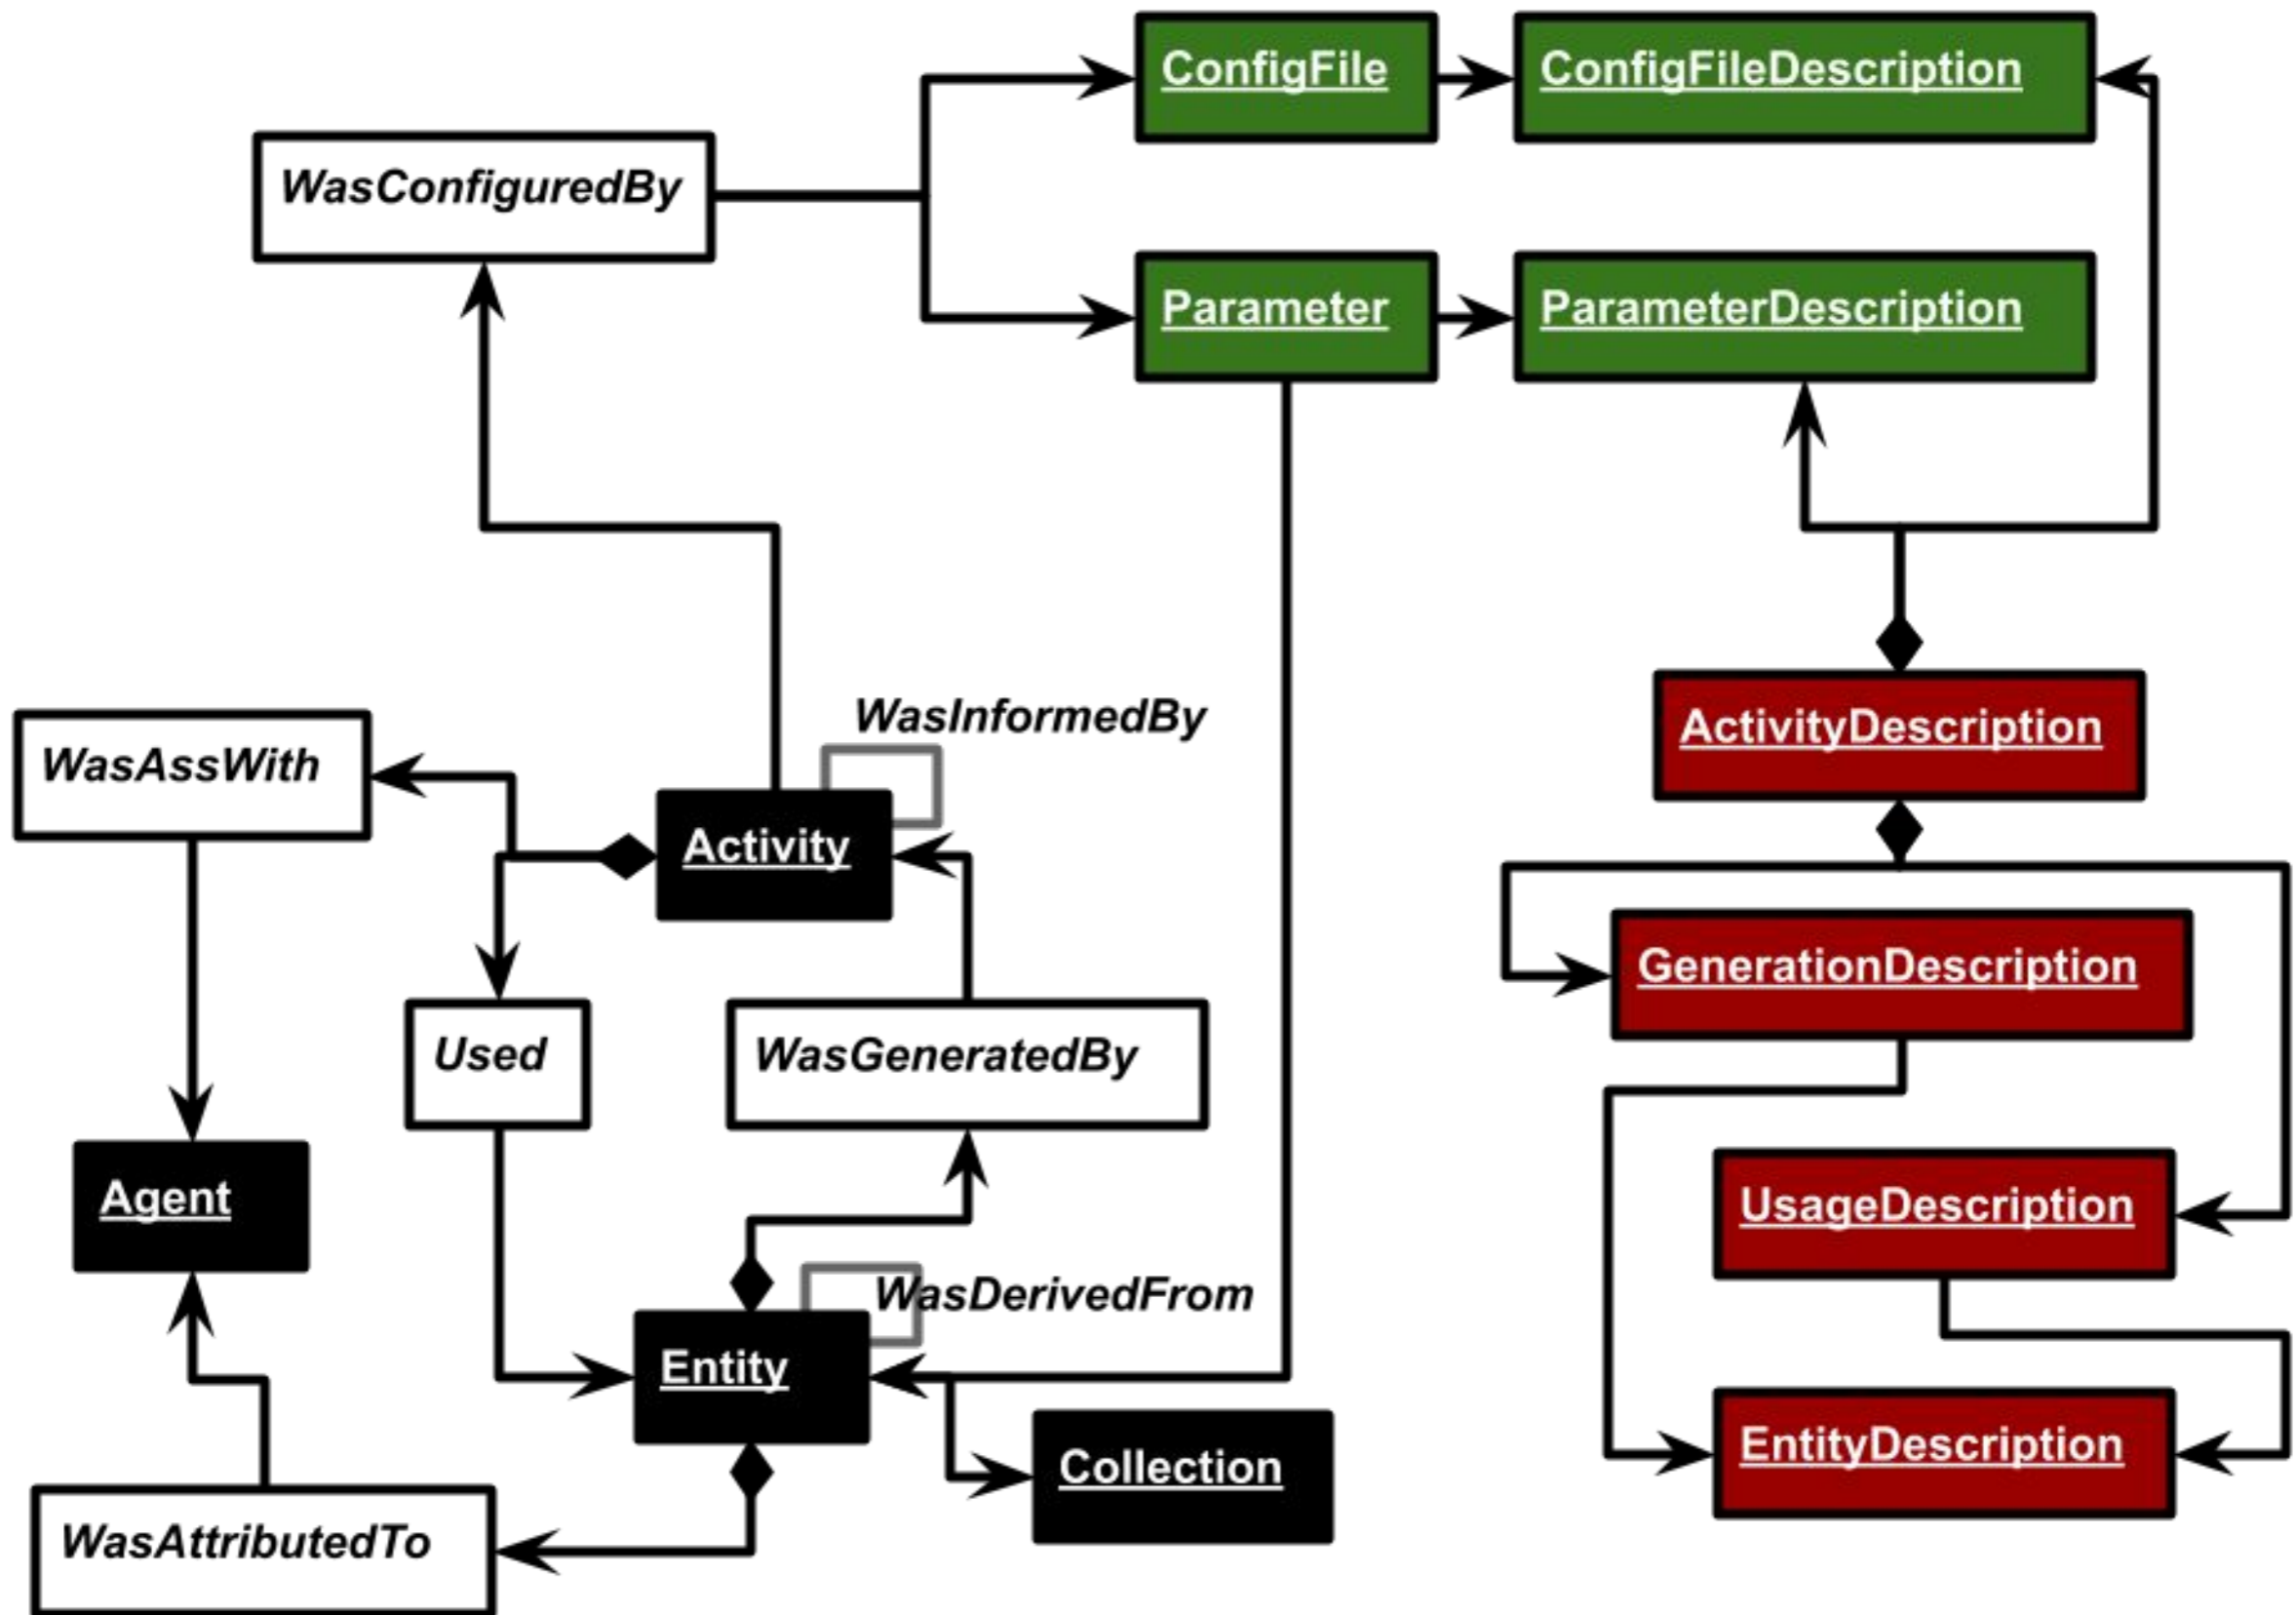 ConfigFile
ConfigFileDescription
WasConfiguredBy
Parameter
ParameterDescription
WasInformedBy
ActivityDescription
WasAssWith
Activity
GenerationDescription
Used
WasGeneratedBy
Agent
UsageDescription
WasDerivedFrom
Entity
EntityDescription
Collection
WasAttributedTo